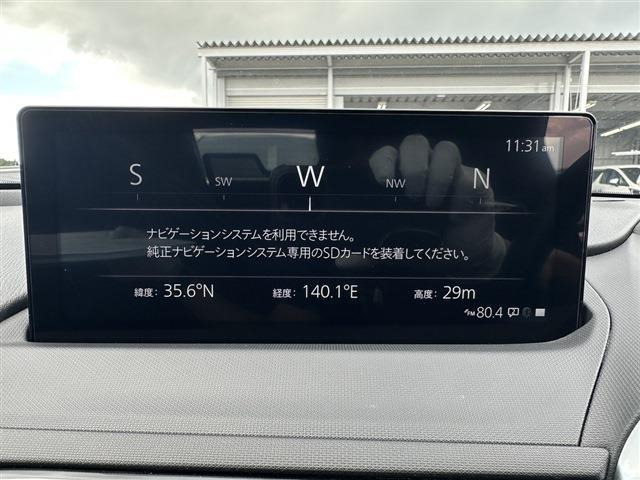 11:31am
S SW W NW N
ナビゲーションシステムを利用できません。
純正ナビゲーションシステム専用のSDカードを装着してください。
緯度: 35.6°N 経度: 140.1°E 高度: 29m
FM 80.4